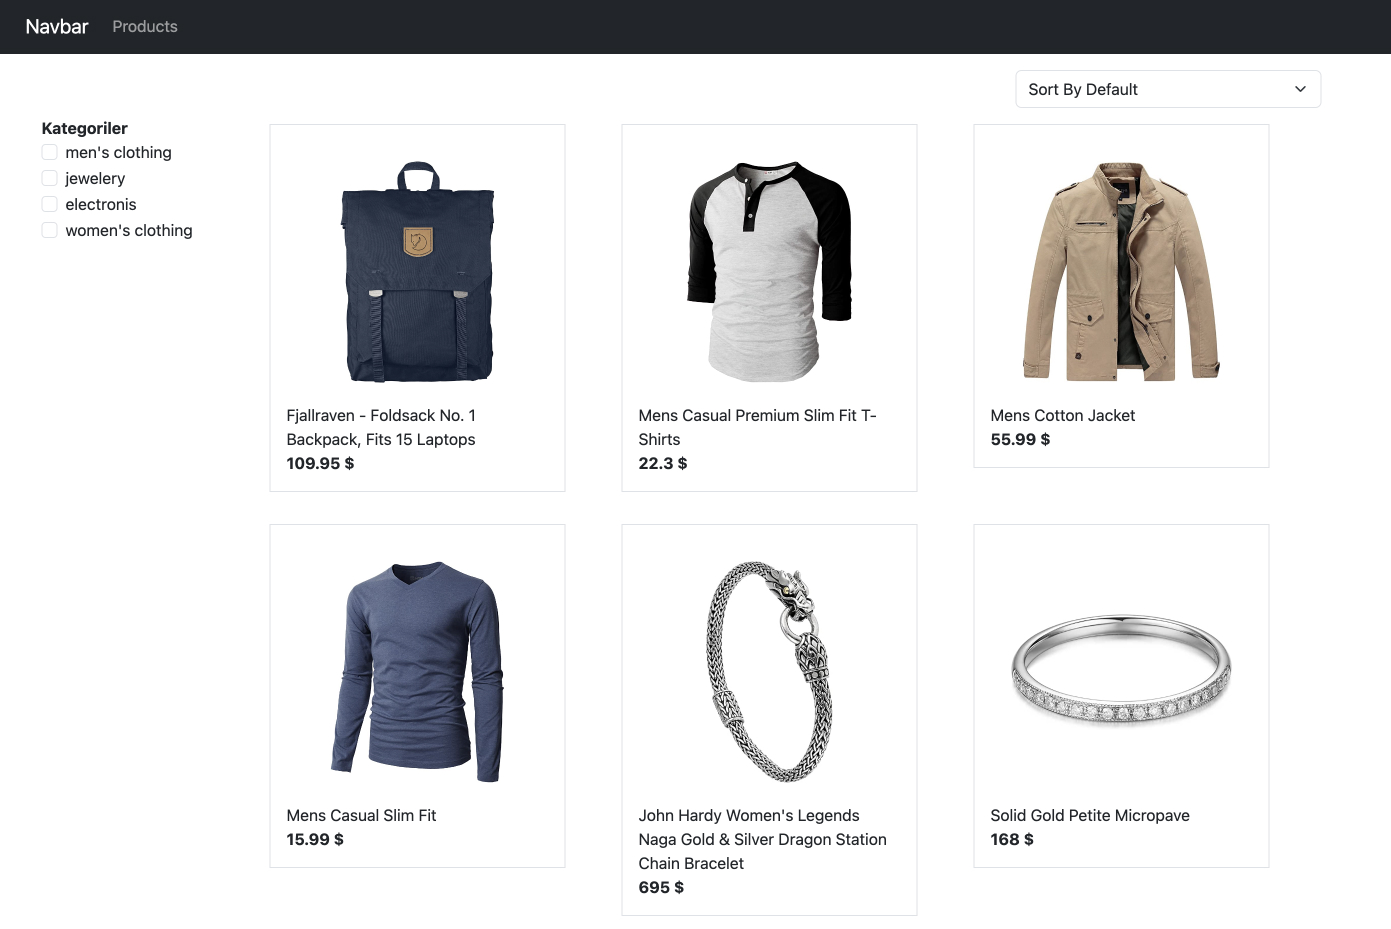 Navbar Products
Sort By Default
Kategoriler
men's clothing
jewelery
electronis
women's clothing
Fjallraven - Foldsack No. 1
Backpack, Fits 15 Laptops
109.95 $
Mens Casual Premium Slim Fit T-
Shirts
22.3 $
Mens Cotton Jacket
55.99 $
Mens Casual Slim Fit
15.99 $
John Hardy Women's Legends
Naga Gold & Silver Dragon Station
Chain Bracelet
695 $
Solid Gold Petite Micropave
168 $